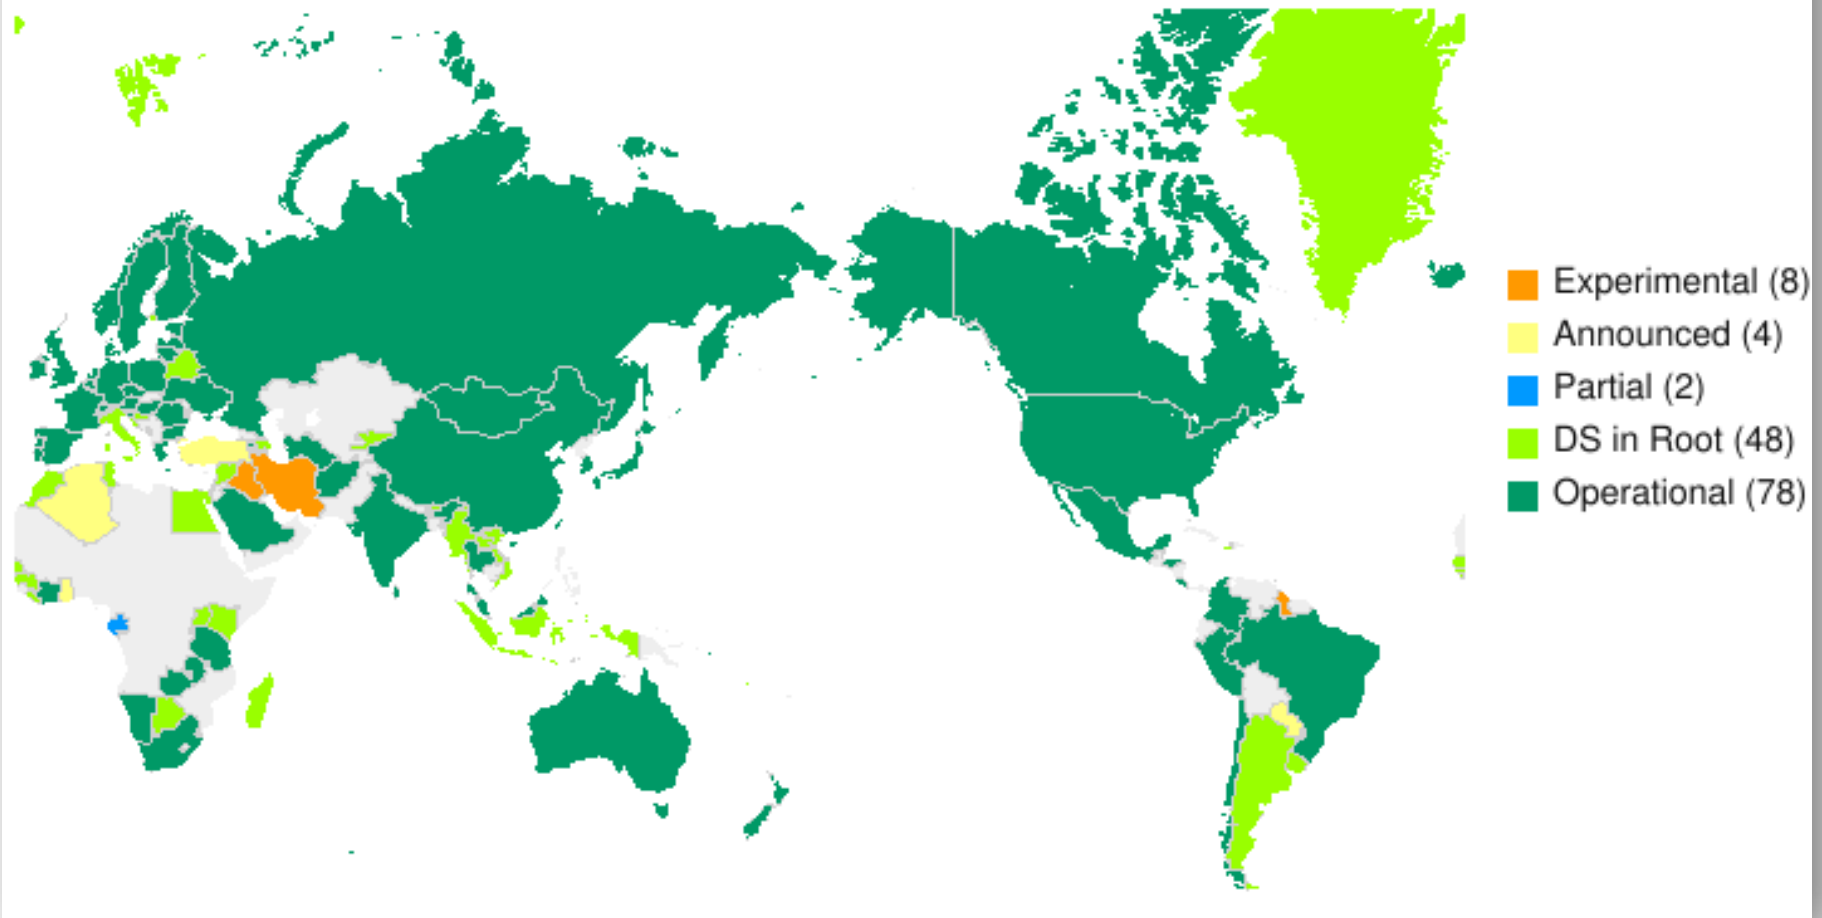 Experimental (8)
Announced (4)
Partial (2)
DS in Root (48)
Operational (78)